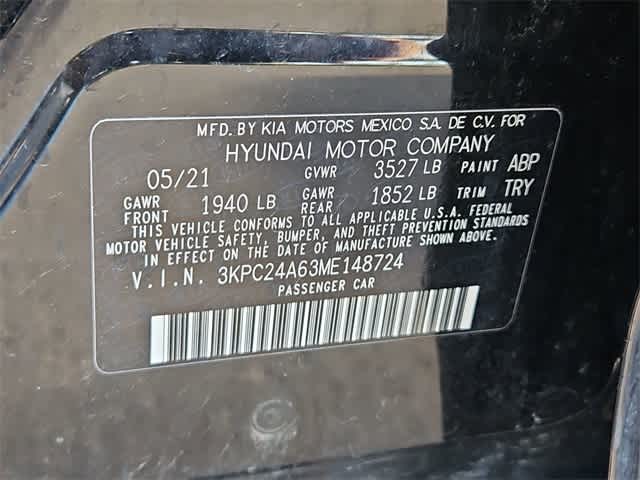 MFD. BY KIA MOTORS MEXICO S.A. DE C.V. FOR
HYUNDAI MOTOR COMPANY
05/21 GVWR 3527 LB PAINT ABP
GAWR FRONT 1940 LB GAWR REAR 1852 LB TRIM TRY
THIS VEHICLE CONFORMS TO ALL APPLICABLE U.S.A. FEDERAL
MOTOR VEHICLE SAFETY, BUMPER, AND THEFT PREVENTION STANDARDS
IN EFFECT ON THE DATE OF MANUFACTURE SHOWN ABOVE.
V.I.N. 3KPC24A63ME148724
PASSENGER CAR